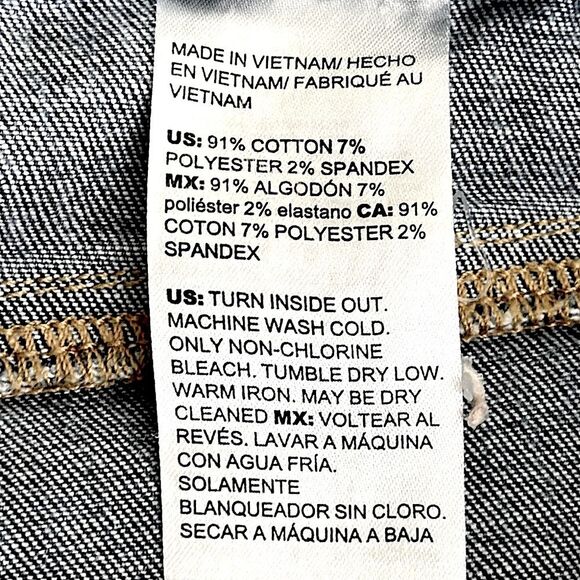 MADE IN VIETNAM/ HECHO
EN VIETNAM/ FABRIQUÉ AU
VIETNAM
US: 91% COTTON 7%
POLYESTER 2% SPANDEX
MX: 91% ALGODÓN 7%
poliéster 2% elastano CA: 91%
COTON 7% POLYESTER 2%
SPANDEX
US: TURN INSIDE OUT.
MACHINE WASH COLD.
ONLY NON-CHLORINE
BLEACH. TUMBLE DRY LOW.
WARM IRON. MAY BE DRY
CLEANED MX: VOLTEAR AL
REVÉS. LAVAR A MÁQUINA
CON AGUA FRÍA.
SOLAMENTE
BLANQUEADOR SIN CLORO.
SECAR A MÁQUINA A BAJA